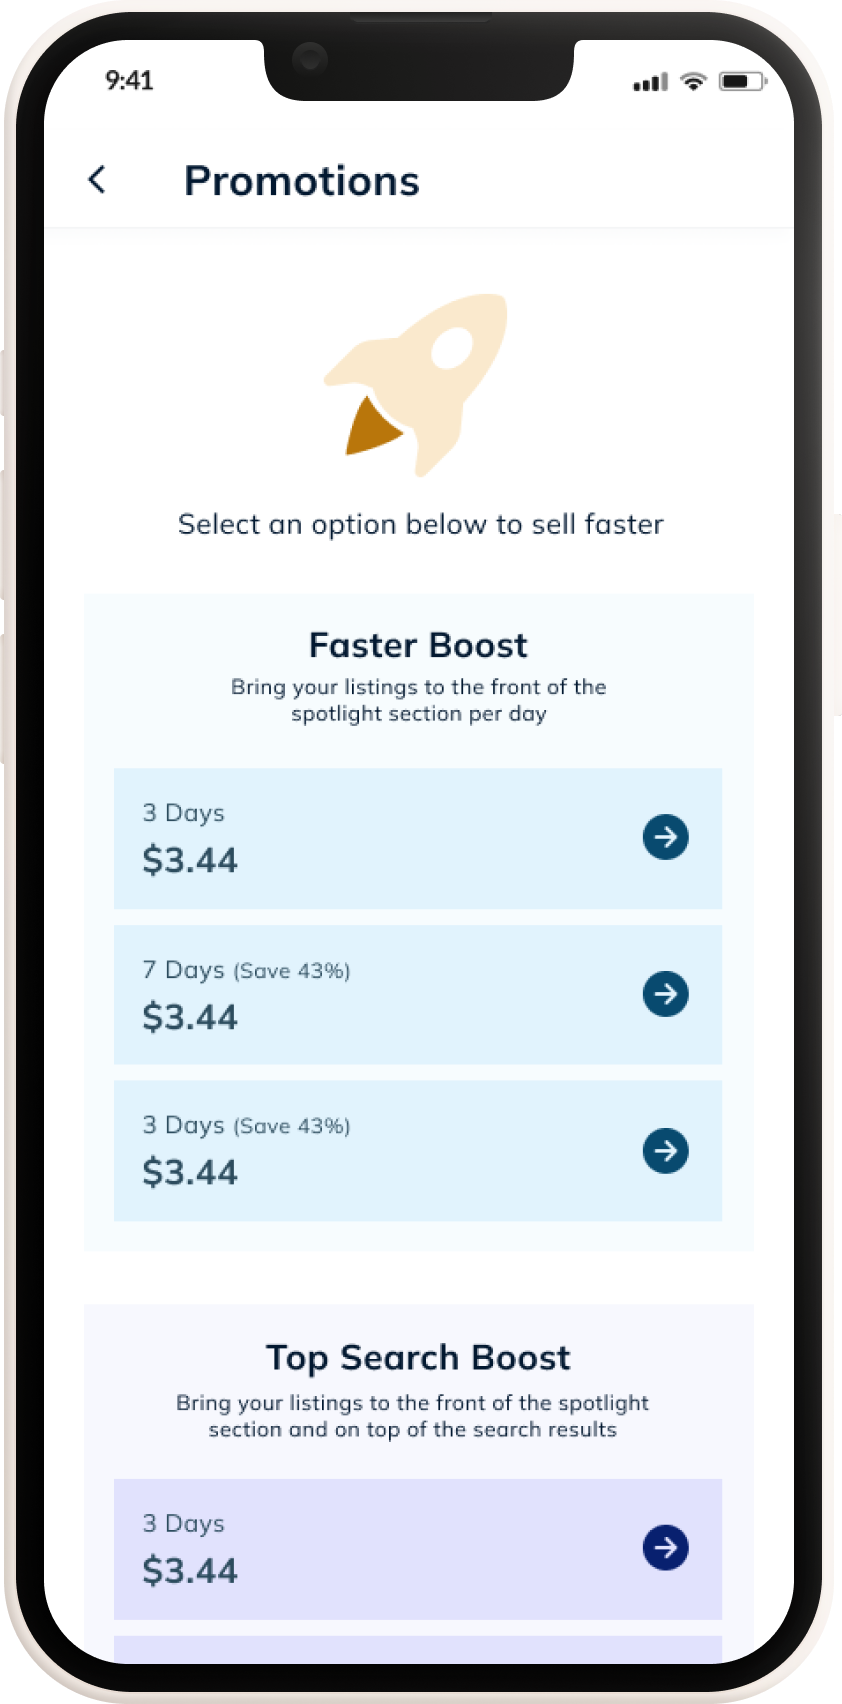 9:41
Promotions
Select an option below to sell faster
Faster Boost
Bring your listings to the front of the
spotlight section per day
3 Days
$3.44
7 Days (Save 43%)
$3.44
3 Days (Save 43%)
$3.44
Top Search Boost
Bring your listings to the front of the spotlight
section and on top of the search results
3 Days
$3.44